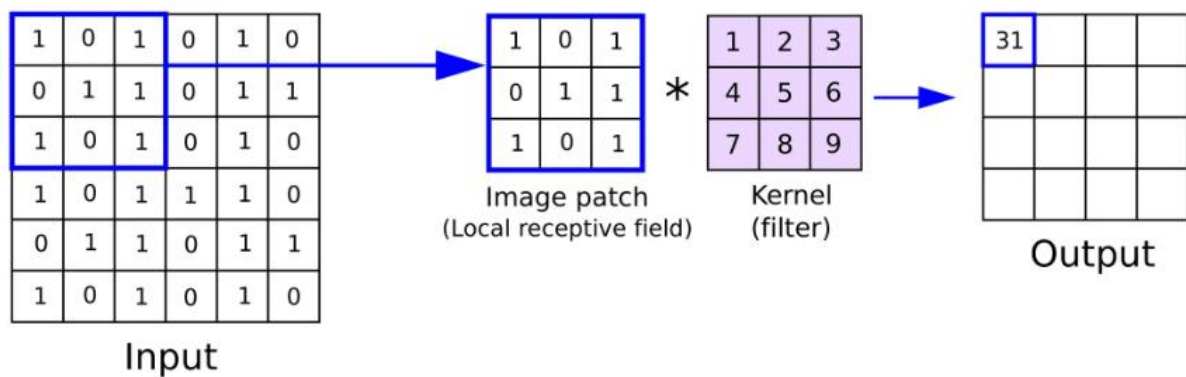 1 0 1 0 1 0
0 1 1 0 1 1
1 0 1 0 1 0
1 0 1 1 1 0
0 1 1 0 1 1
1 0 1 0 1 0
Input
1 0 1
0 1 1
1 0 1
Image patch
(Local receptive field)
*
1 2 3
4 5 6
7 8 9
Kernel
(filter)
31
Output